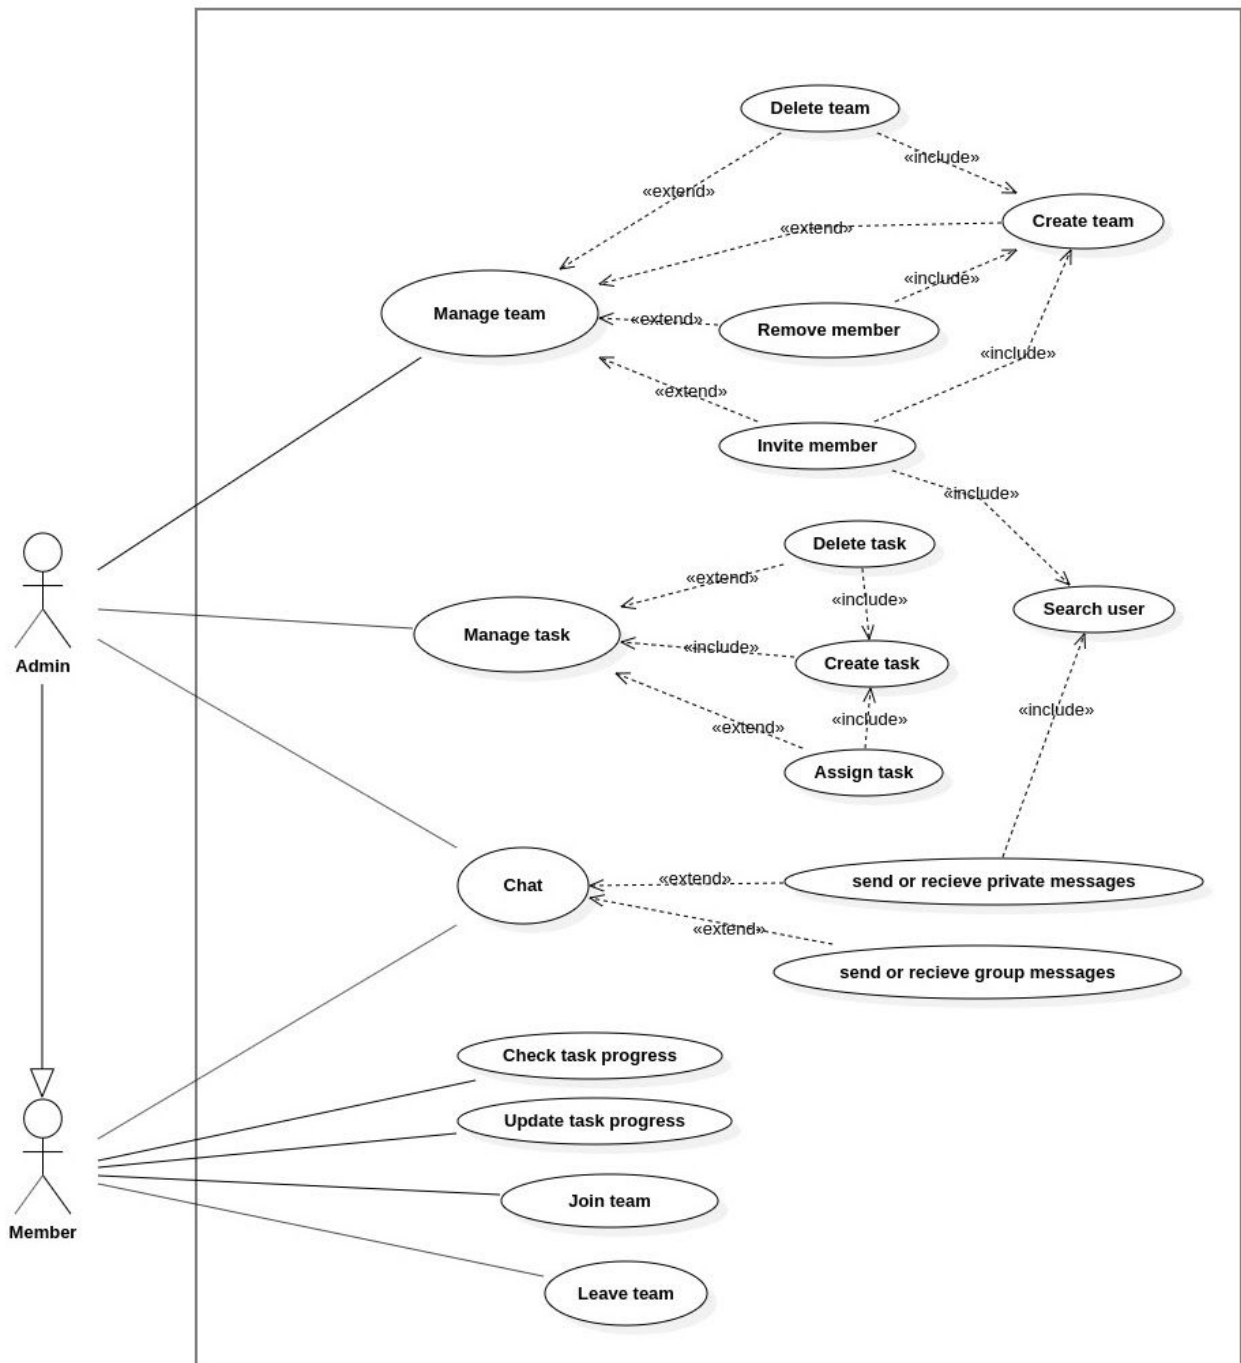 Delete team
«include»
«extend»
Create team
«extend»
«include»
Manage team
«extend»
Remove member
«include»
«extend»
Invite member
«include»
Delete task
«extend»
«include»
Search user
Admin
Manage task
«include»
Create task
«include»
«include»
«extend»
Assign task
Chat
«extend»
send or recieve private messages
«extend»
send or recieve group messages
Check task progress
Update task progress
Join team
Member
Leave team